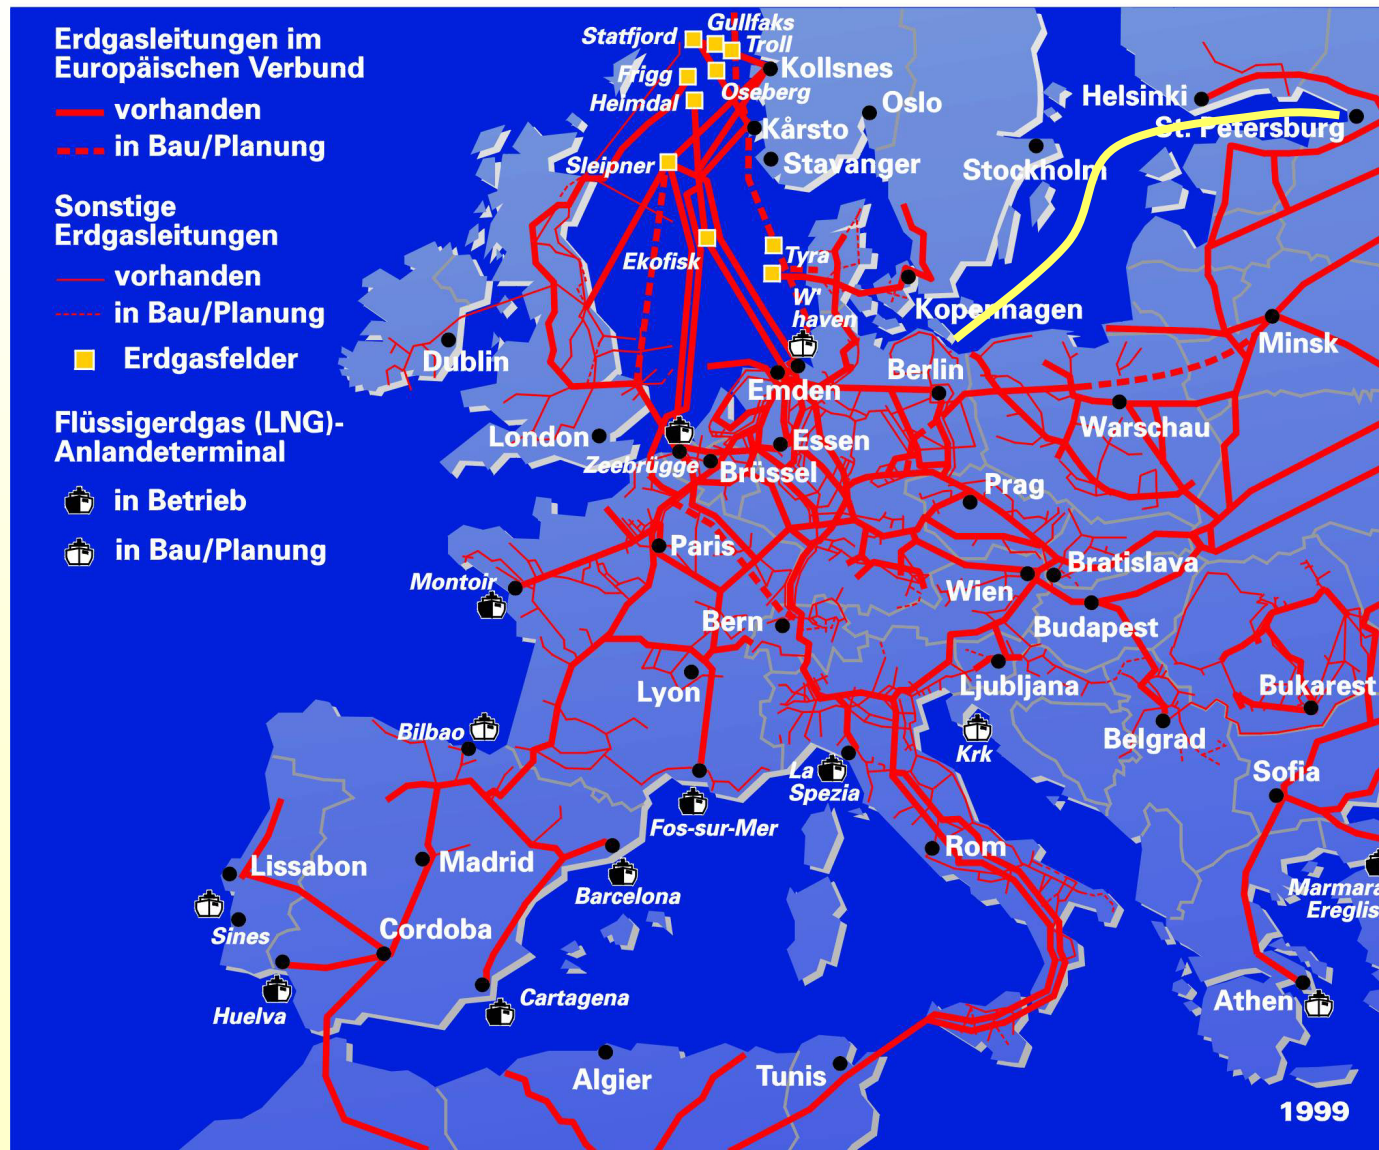 Erdgasleitungen im
Europäischen Verbund
vorhanden
in Bau/Planung
Sonstige
Erdgasleitungen
vorhanden
in Bau/Planung
Erdgasfelder
Flüssigerdgas (LNG)-
Anlandeterminal
in Betrieb
in Bau/Planung
Gullfaks
Statfjord
Troll
Frigg
Kollsnes
Oseberg
Heimdal
Oslo
Helsinki
Kårsto
St. Petersburg
Sleipner
Stavanger
Stockholm
Ekofisk
Tyra
W'
haven
Kopenhagen
Minsk
Dublin
Emden
Berlin
London
Essen
Warschau
Zeebrügge
Brüssel
Prag
Paris
Montoir
Bratislava
Wien
Bern
Budapest
Lyon
Ljubljana
Bukarest
Bilbao
Krk
Belgrad
La
Spezia
Sofia
Fos-sur-Mer
Rom
Lissabon
Madrid
Barcelona
Marmara
Ereglis
Sines
Cordoba
Huelva
Cartagena
Athen
Algier
Tunis
1999